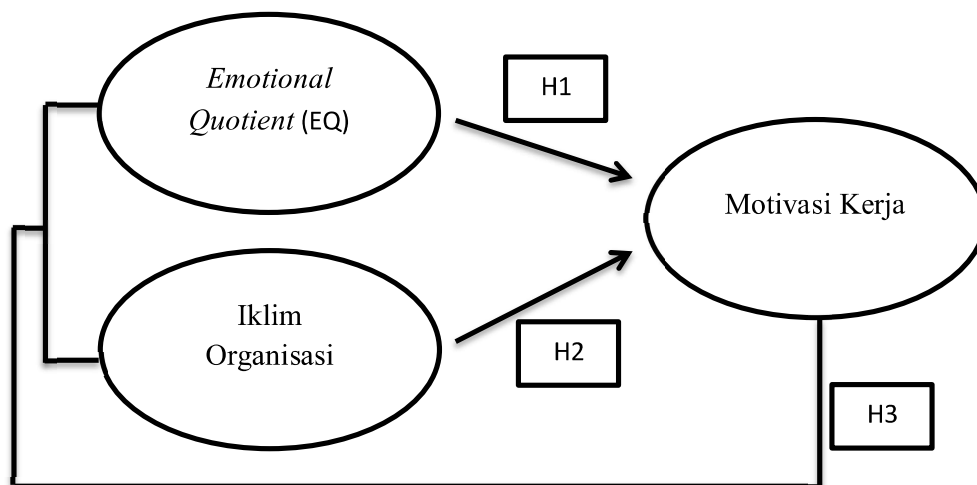 Emotional
Quotient (EQ)
H1
Motivasi Kerja
Iklim
Organisasi
H2
H3